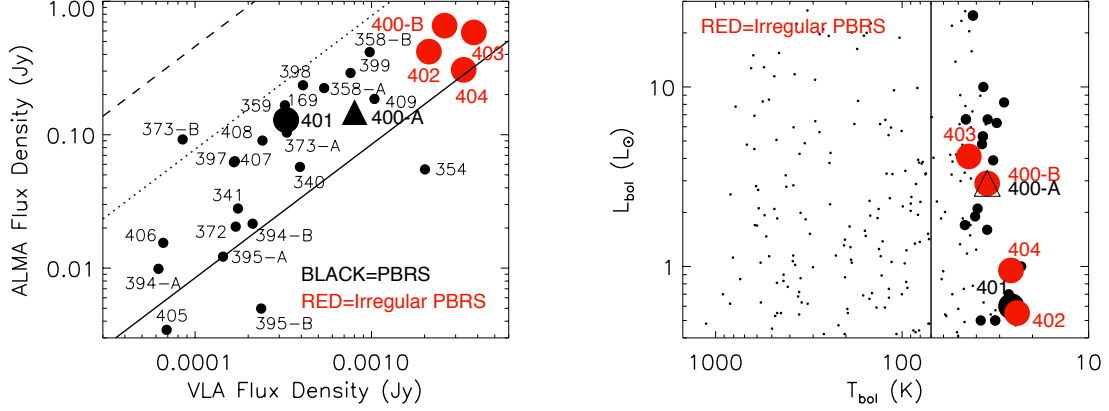 1.00
0.10
0.01
0.0001
0.0010
ALMA Flux Density (Jy)
VLA Flux Density (Jy)
400-B
358-B
403
402
399
404
398
358-A
409
400-A
359
169
401
373-A
373-B
408
397
407
340
354
341
372
394-B
406
395-A
394-A
405
395-B
BLACK=PBRS
RED=Irregular PBRS
RED=Irregular PBRS
10
1
1000
100
10
L_bol (L_☉)
T_bol (K)
403
400-B
400-A
404
401
402